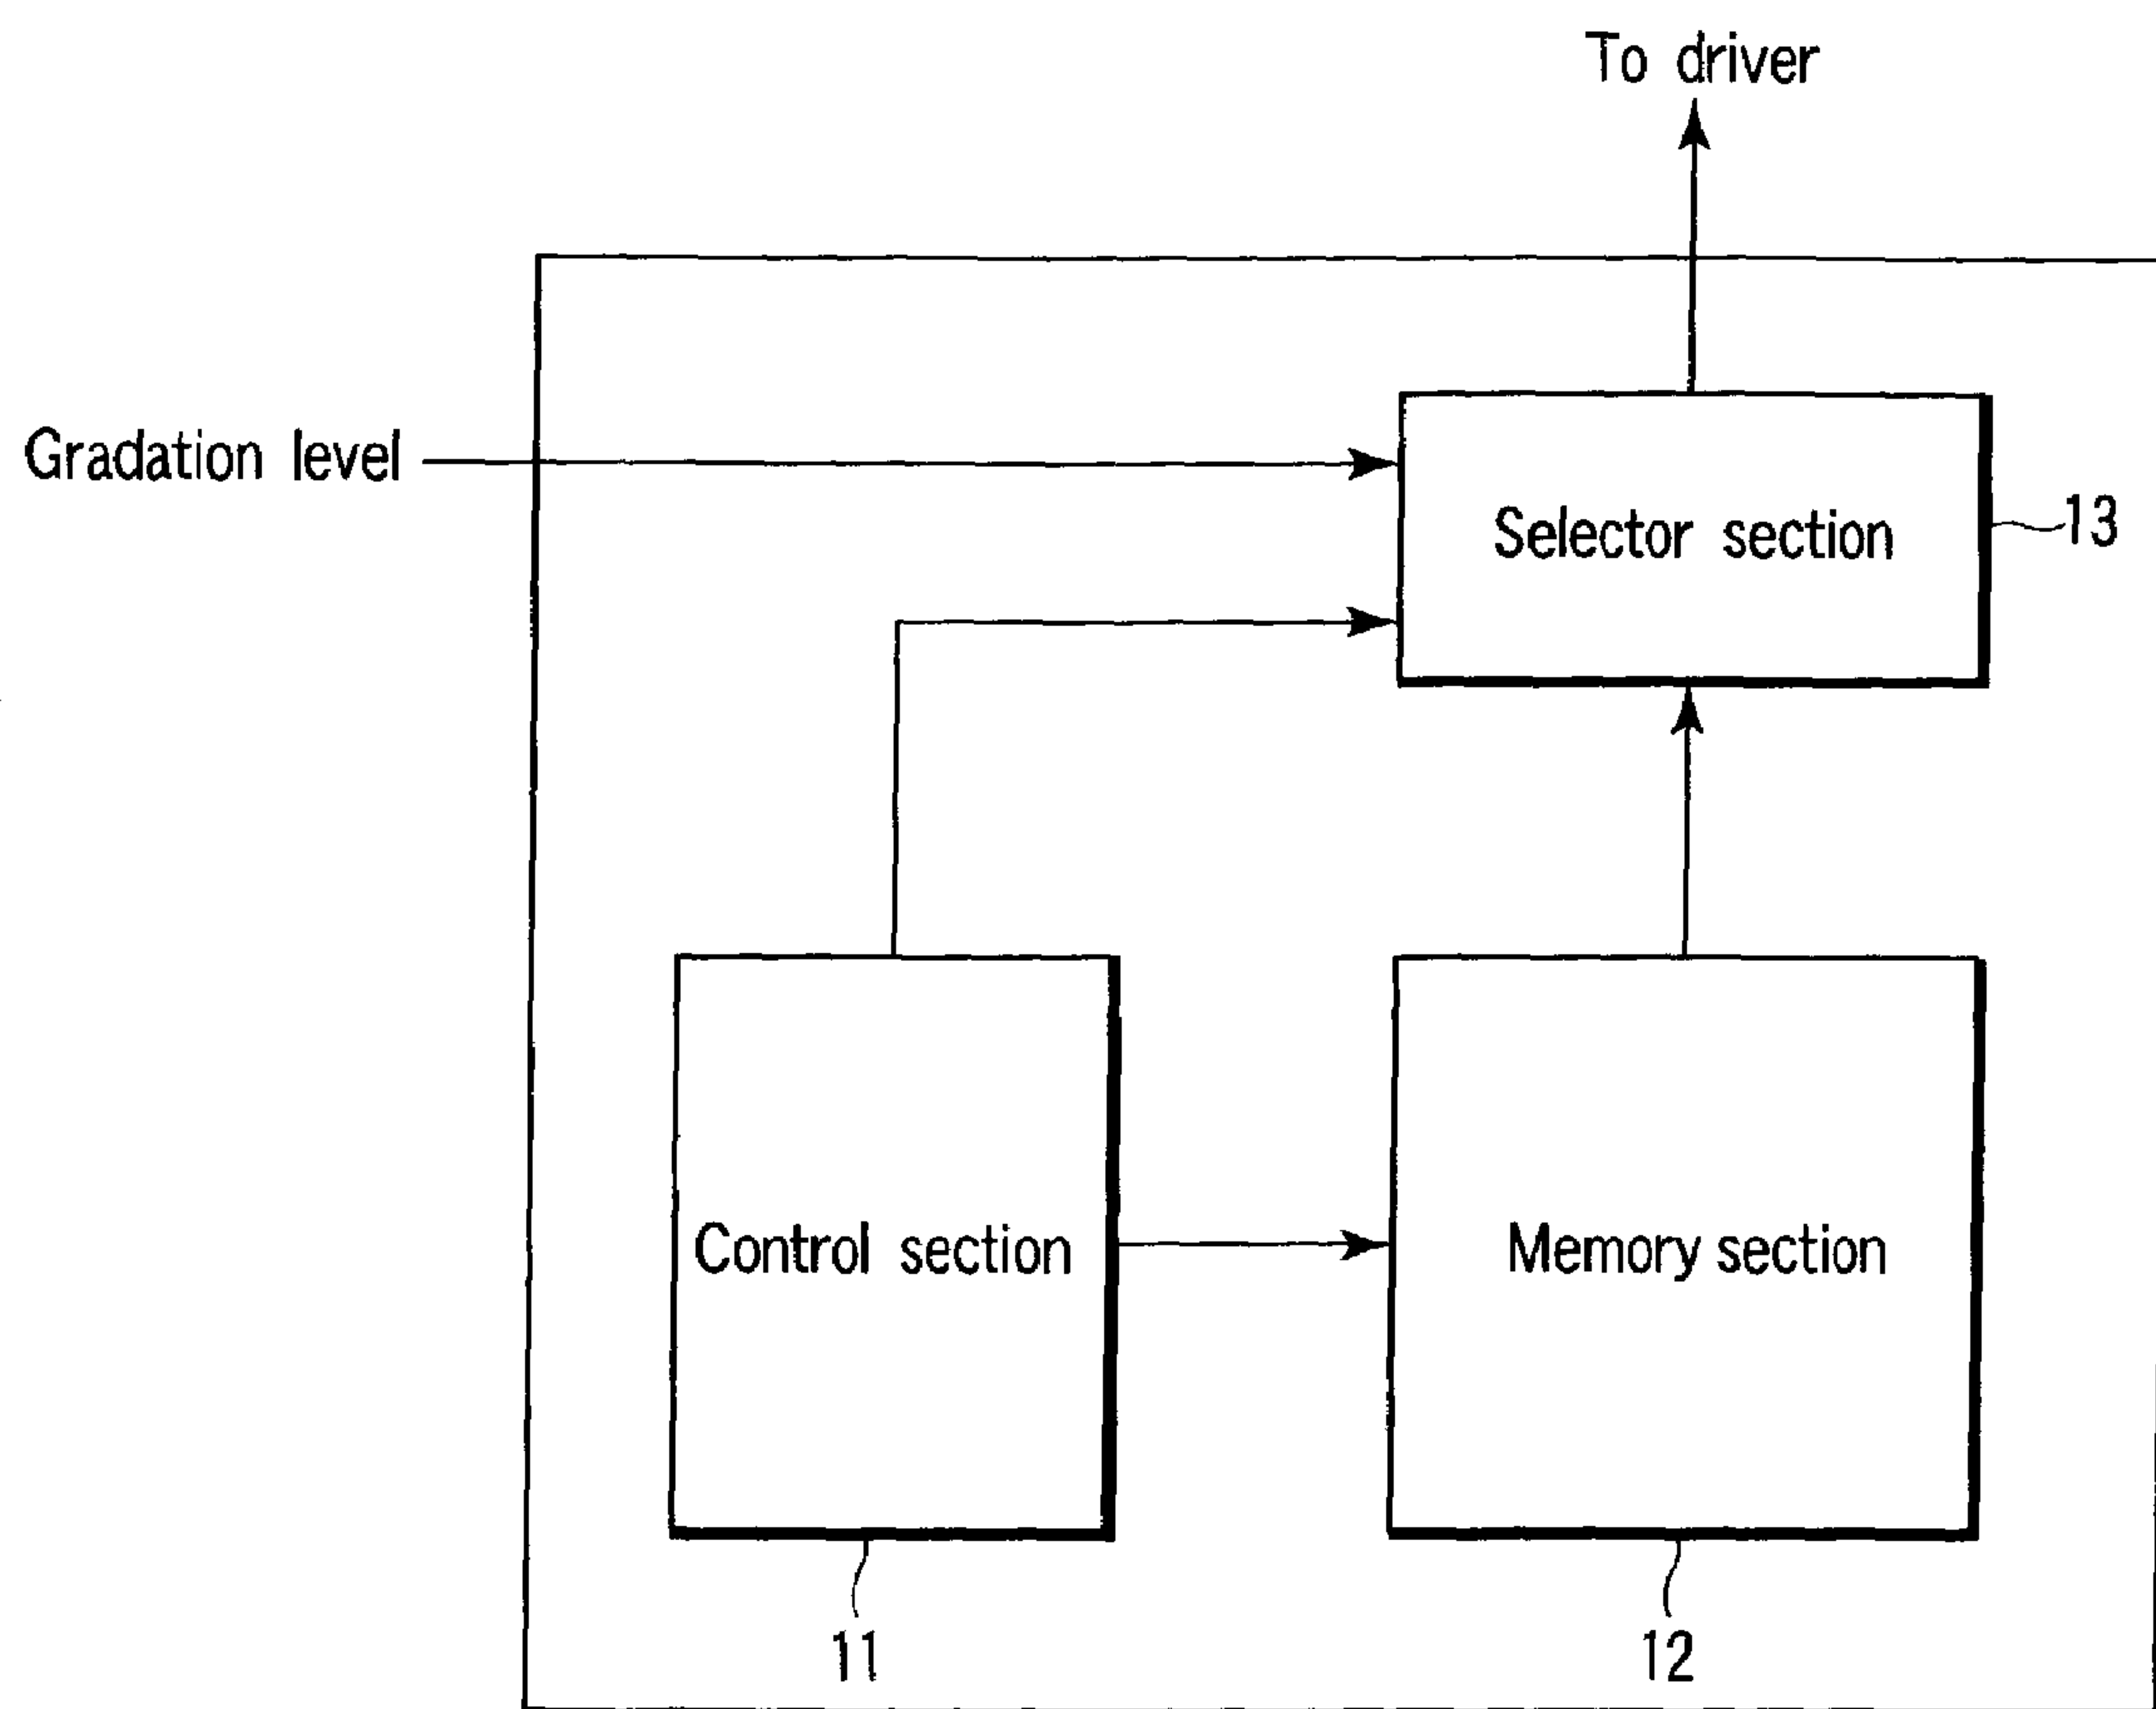 To driver
Gradation level
Selector section
13
Control section
Memory section
11
12